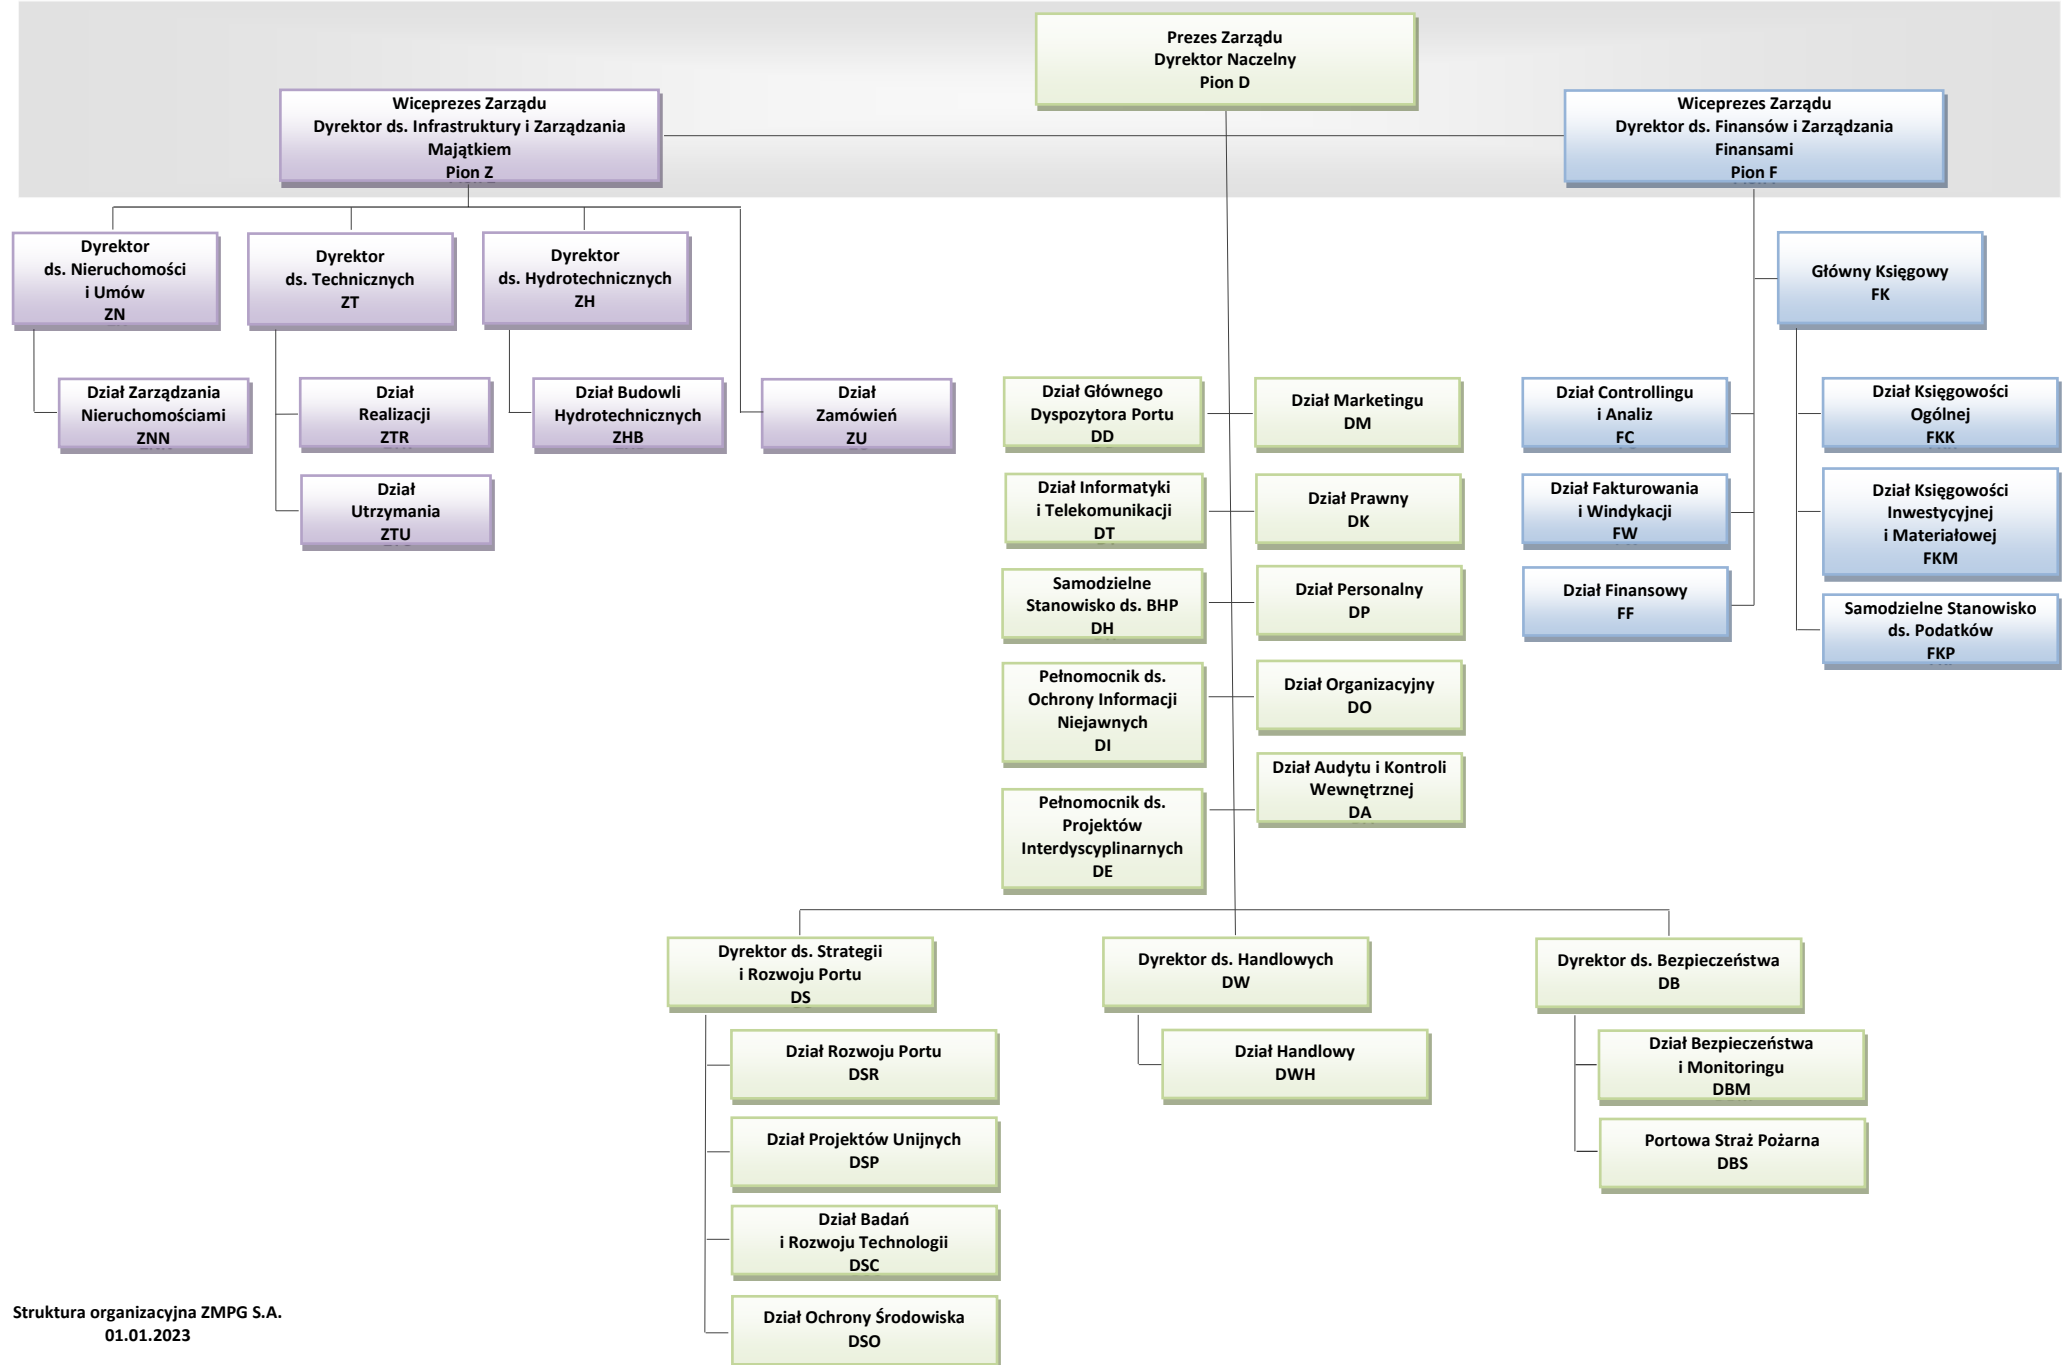 Prezes Zarządu
Dyrektor Naczelny
Pion D
Wiceprezes Zarządu
Dyrektor ds. Infrastruktury i Zarządzania
Majątkiem
Pion Z
Wiceprezes Zarządu
Dyrektor ds. Finansów i Zarządzania
Finansami
Pion F
Dyrektor
ds. Nieruchomości
i Umów
ZN
Dyrektor
ds. Technicznych
ZT
Dyrektor
ds. Hydrotechnicznych
ZH
Główny Księgowy
FK
Dział Zarządzania
Nieruchomościami
ZNN
Dział
Realizacji
ZTR
Dział Budowli
Hydrotechnicznych
ZHB
Dział
Zamówień
ZU
Dział
Utrzymania
ZTU
Dział Głównego
Dyspozytora Portu
DD
Dział Marketingu
DM
Dział Informatyki
i Telekomunikacji
DT
Dział Prawny
DK
Samodzielne
Stanowisko ds. BHP
DH
Dział Personalny
DP
Pełnomocnik ds.
Ochrony Informacji
Niejawnych
DI
Dział Organizacyjny
DO
Pełnomocnik ds.
Projektów
Interdyscyplinarnych
DE
Dział Audytu i Kontroli
Wewnętrznej
DA
Dział Controllingu
i Analiz
FC
Dział Fakturowania
i Windykacji
FW
Dział Finansowy
FF
Dział Księgowości
Ogólnej
FKK
Dział Księgowości
Inwestycyjnej
i Materiałowej
FKM
Samodzielne Stanowisko
ds. Podatków
FKP
Dyrektor ds. Strategii
i Rozwoju Portu
DS
Dyrektor ds. Handlowych
DW
Dyrektor ds. Bezpieczeństwa
DB
Dział Rozwoju Portu
DSR
Dział Projektów Unijnych
DSP
Dział Badań
i Rozwoju Technologii
DSC
Dział Ochrony Środowiska
DSO
Dział Handlowy
DWH
Dział Bezpieczeństwa
i Monitoringu
DBM
Portowa Straż Pożarna
DBS
Struktura organizacyjna ZMPG S.A.
01.01.2023